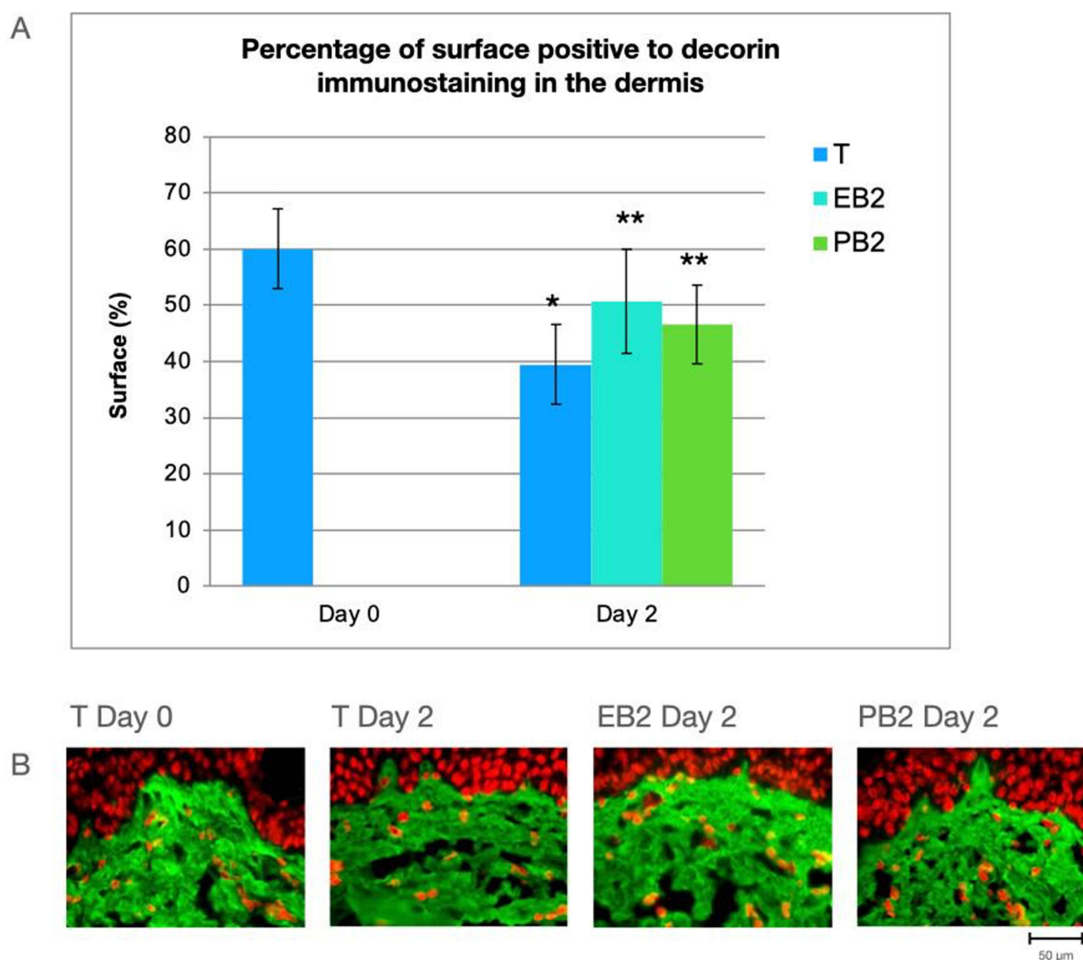 A
Percentage of surface positive to decorin
immunostaining in the dermis
80
70
60
50
40
30
20
10
0
Surface (%)
*
**
**
Day 0
Day 2
T
EB2
PB2
T Day 0
T Day 2
EB2 Day 2
PB2 Day 2
B
50 µm